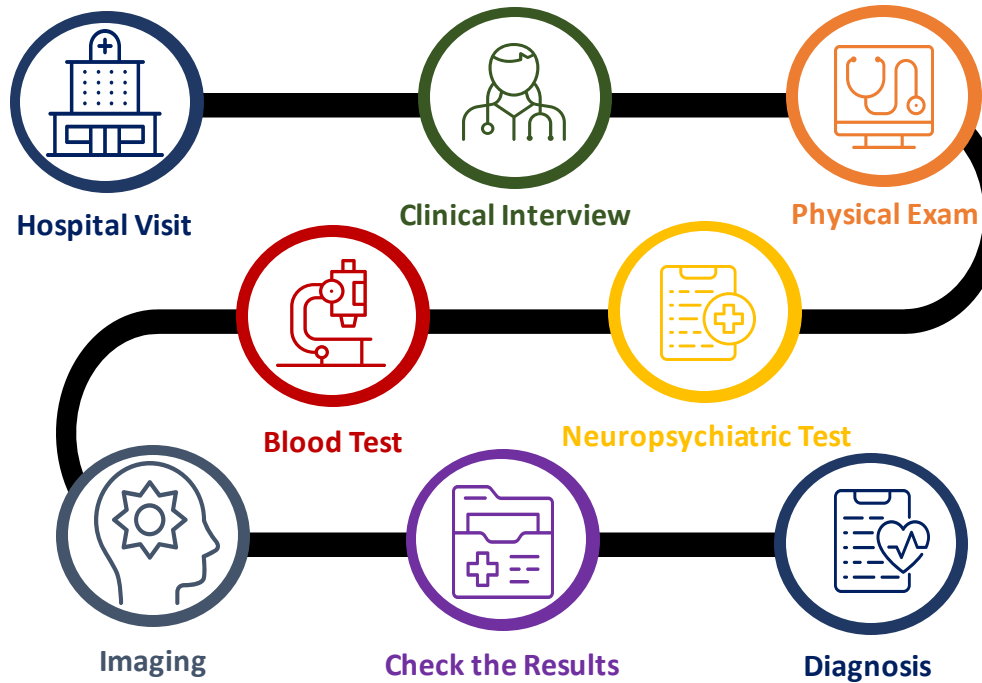 Hospital Visit
Clinical Interview
Physical Exam
Blood Test
Neuropsychiatric Test
Imaging
Check the Results
Diagnosis